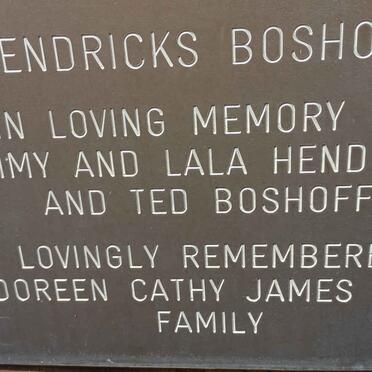 ENDRICKS BOSHO
N LOVING MEMORY
MMY AND LALA HEND
AND TED BOSHOFF
LOVINGLY REMEMBERE
DOREEN CATHY JAMES
FAMILY